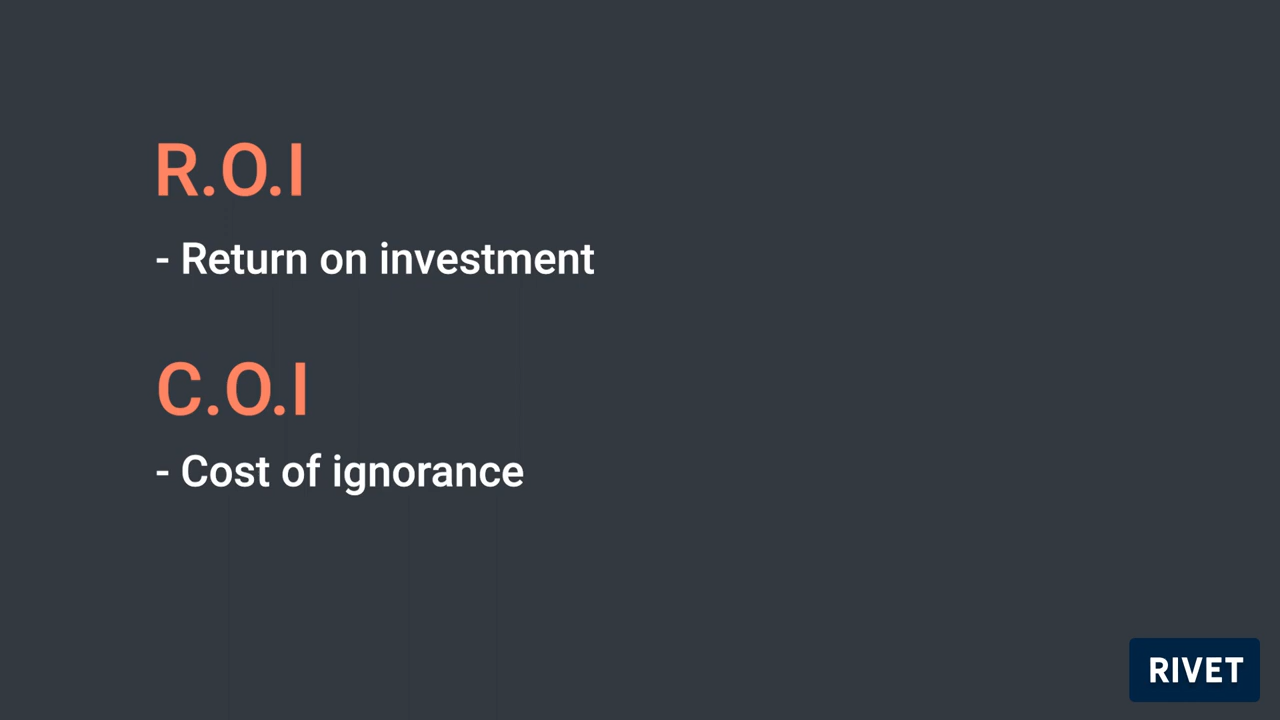 R.O.I
- Return on investment
C.O.I
- Cost of ignorance
RIVET